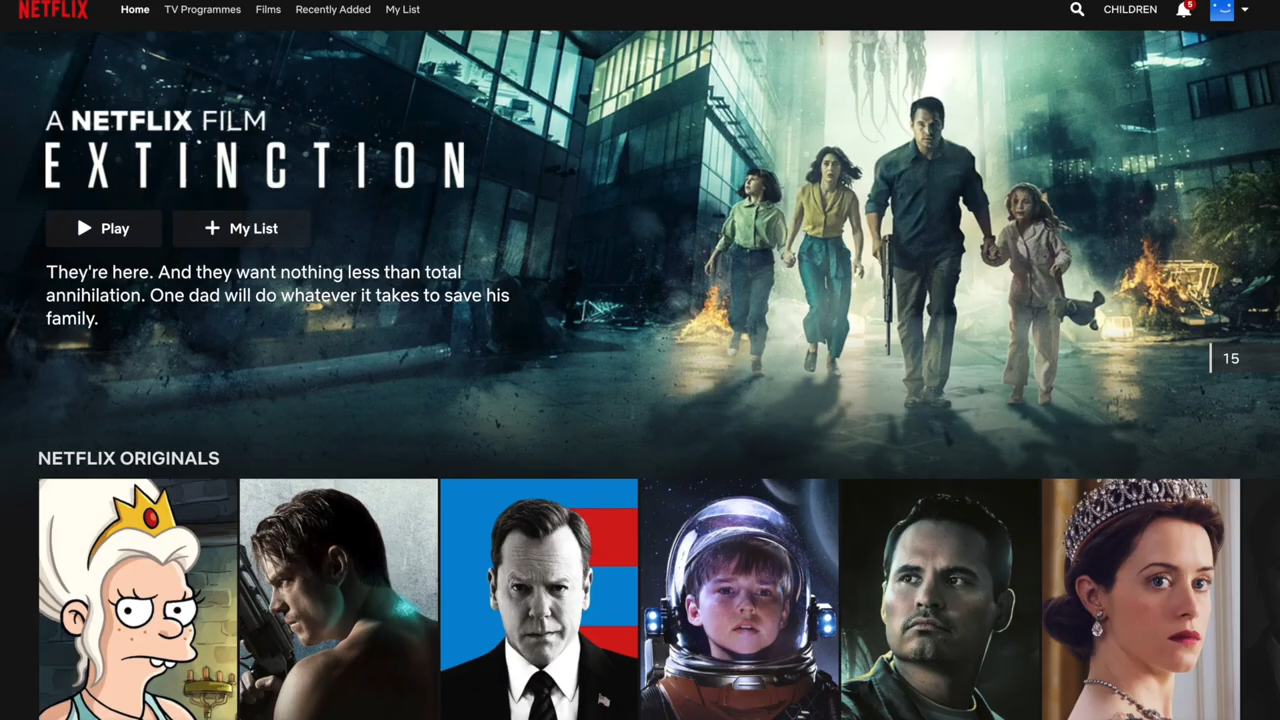 NETFLIX
Home TV Programmes Films Recently Added My List
CHILDREN
5
A NETFLIX FILM
EXTINCTION
Play
My List
They're here. And they want nothing less than total
annihilation. One dad will do whatever it takes to save his
family.
15
NETFLIX ORIGINALS